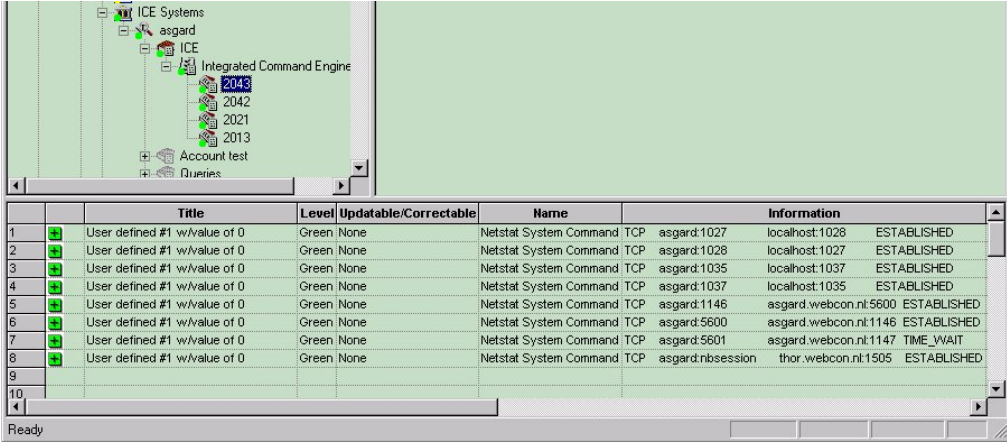 ICE Systems
asgard
ICE
Integrated Command Engine
2043
2042
2021
2013
Account test
Queries
Title Level Updatable/Correctable Name Information
1 User defined #1 w/value of 0 Green None Netstat System Command TCP asgard:1027 localhost:1028 ESTABLISHED
2 User defined #1 w/value of 0 Green None Netstat System Command TCP asgard:1028 localhost:1027 ESTABLISHED
3 User defined #1 w/value of 0 Green None Netstat System Command TCP asgard:1035 localhost:1037 ESTABLISHED
4 User defined #1 w/value of 0 Green None Netstat System Command TCP asgard:1037 localhost:1035 ESTABLISHED
5 User defined #1 w/value of 0 Green None Netstat System Command TCP asgard:1146 asgard.webcon.nl:5600 ESTABLISHED
6 User defined #1 w/value of 0 Green None Netstat System Command TCP asgard:5600 asgard.webcon.nl:1146 ESTABLISHED
7 User defined #1 w/value of 0 Green None Netstat System Command TCP asgard:5601 asgard.webcon.nl:1147 TIME_WAIT
8 User defined #1 w/value of 0 Green None Netstat System Command TCP asgard:nbsession thor.webcon.nl:1505 ESTABLISHED
9
10
Ready